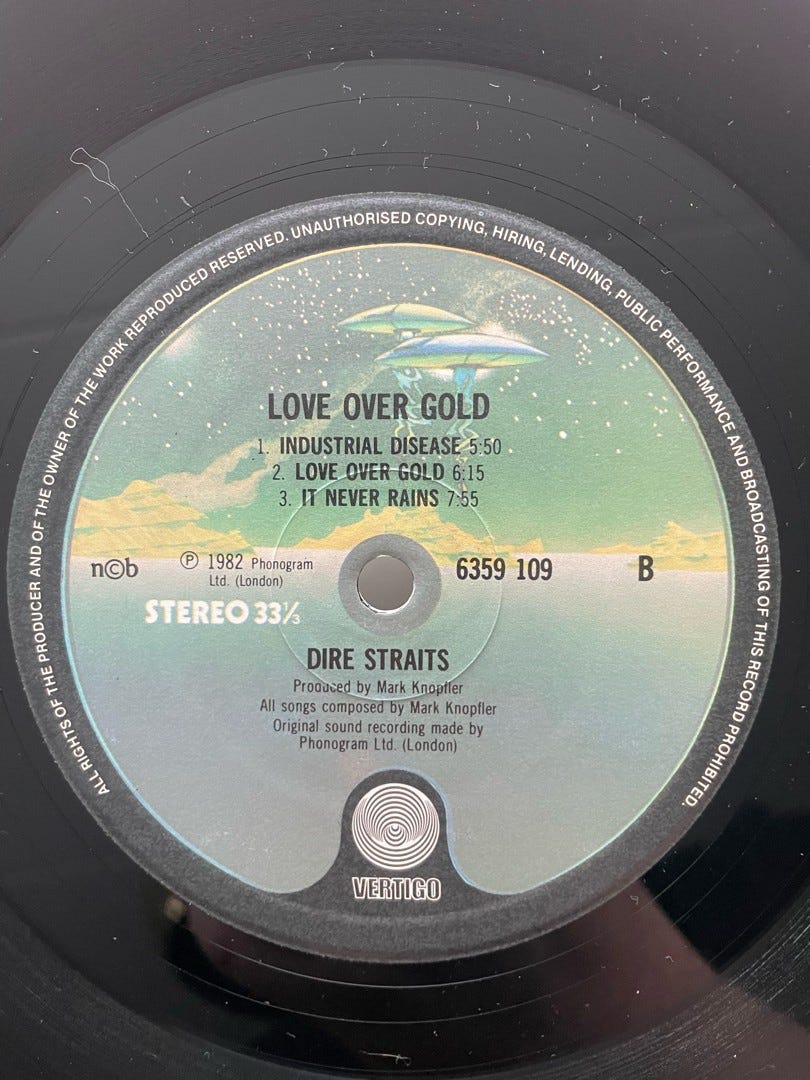 ALL RIGHTS OF THE PRODUCER AND OF THE OWNER OF THE WORK REPRODUCED RESERVED. UNAUTHORISED COPYING, HIRING, LENDING, PUBLIC PERFORMANCE AND BROADCASTING OF THIS RECORD PROHIBITED.
LOVE OVER GOLD
1. INDUSTRIAL DISEASE 5:50
2. LOVE OVER GOLD 6:15
3. IT NEVER RAINS 7:55
n©b
Ⓟ 1982 Phonogram
Ltd. (London)
6359 109
B
STEREO 33⅓
DIRE STRAITS
Produced by Mark Knopfler
All songs composed by Mark Knopfler
Original sound recording made by
Phonogram Ltd. (London)
VERTIGO